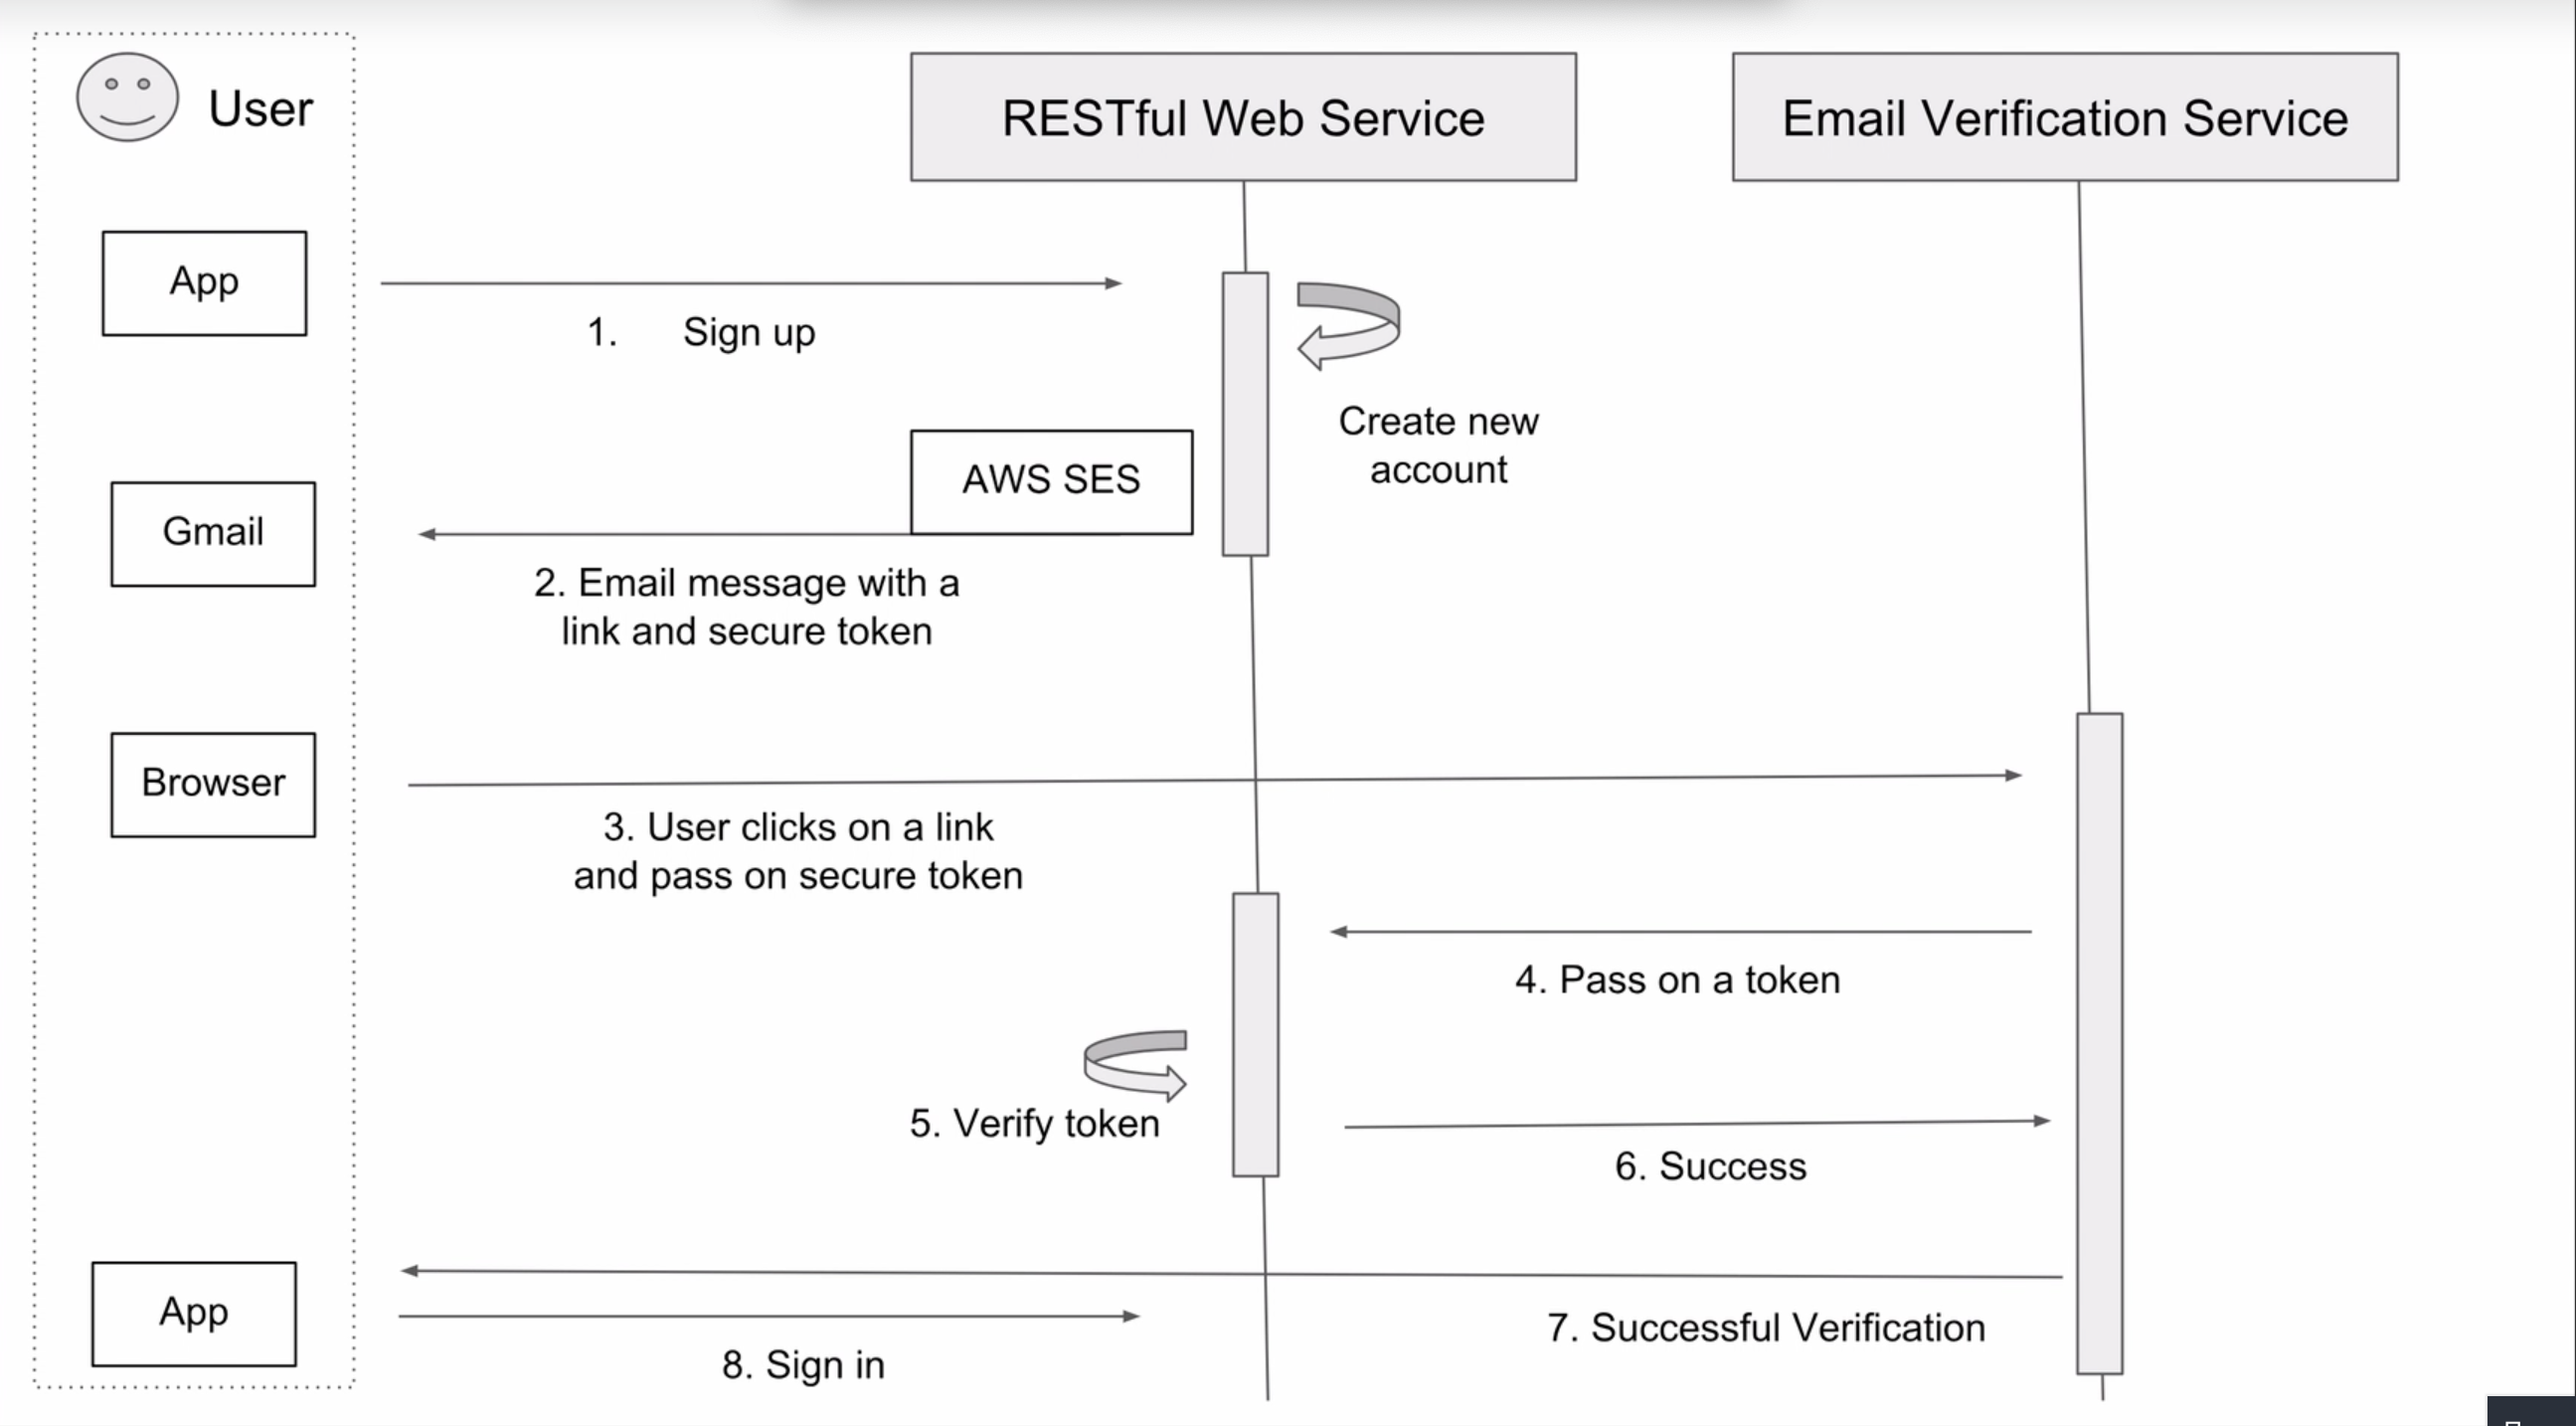 User
RESTful Web Service
Email Verification Service
App
1. Sign up
Create new
account
AWS SES
Gmail
2. Email message with a
link and secure token
Browser
3. User clicks on a link
and pass on secure token
4. Pass on a token
5. Verify token
6. Success
App
7. Successful Verification
8. Sign in